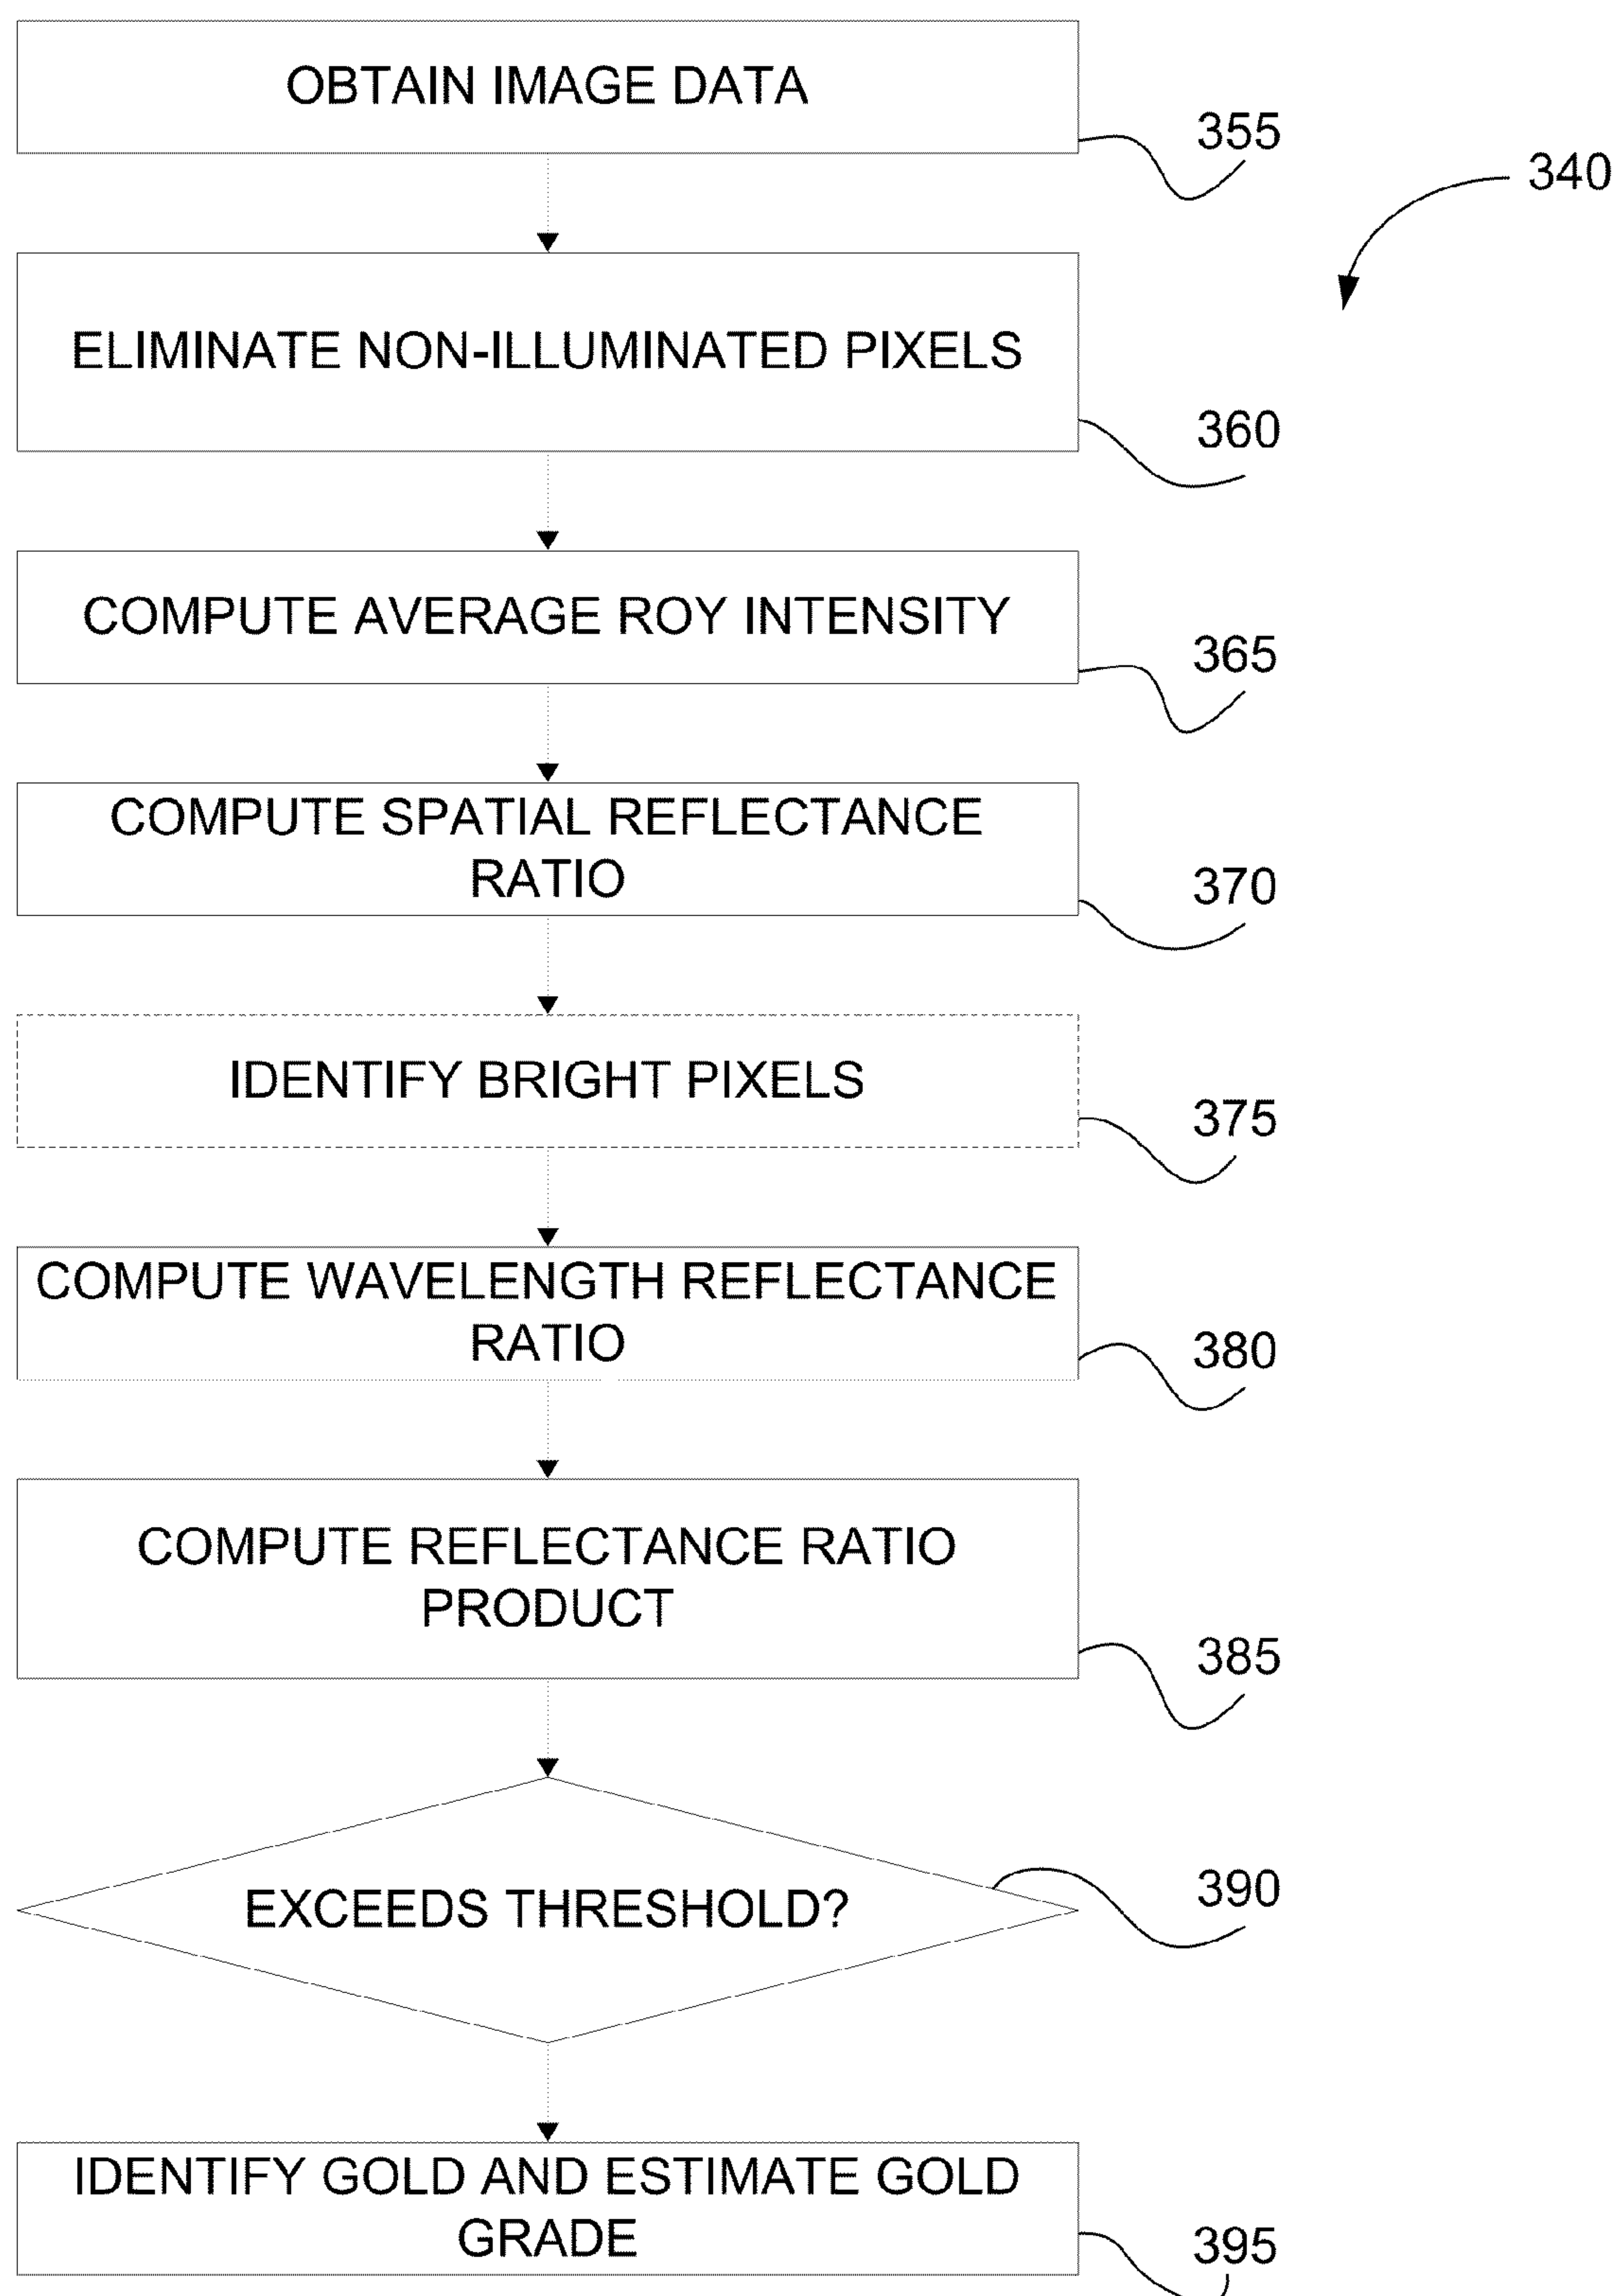 OBTAIN IMAGE DATA
355
340
ELIMINATE NON-ILLUMINATED PIXELS
360
COMPUTE AVERAGE ROY INTENSITY
365
COMPUTE SPATIAL REFLECTANCE
RATIO
370
IDENTIFY BRIGHT PIXELS
375
COMPUTE WAVELENGTH REFLECTANCE
RATIO
380
COMPUTE REFLECTANCE RATIO
PRODUCT
385
EXCEEDS THRESHOLD?
390
IDENTIFY GOLD AND ESTIMATE GOLD
GRADE
395